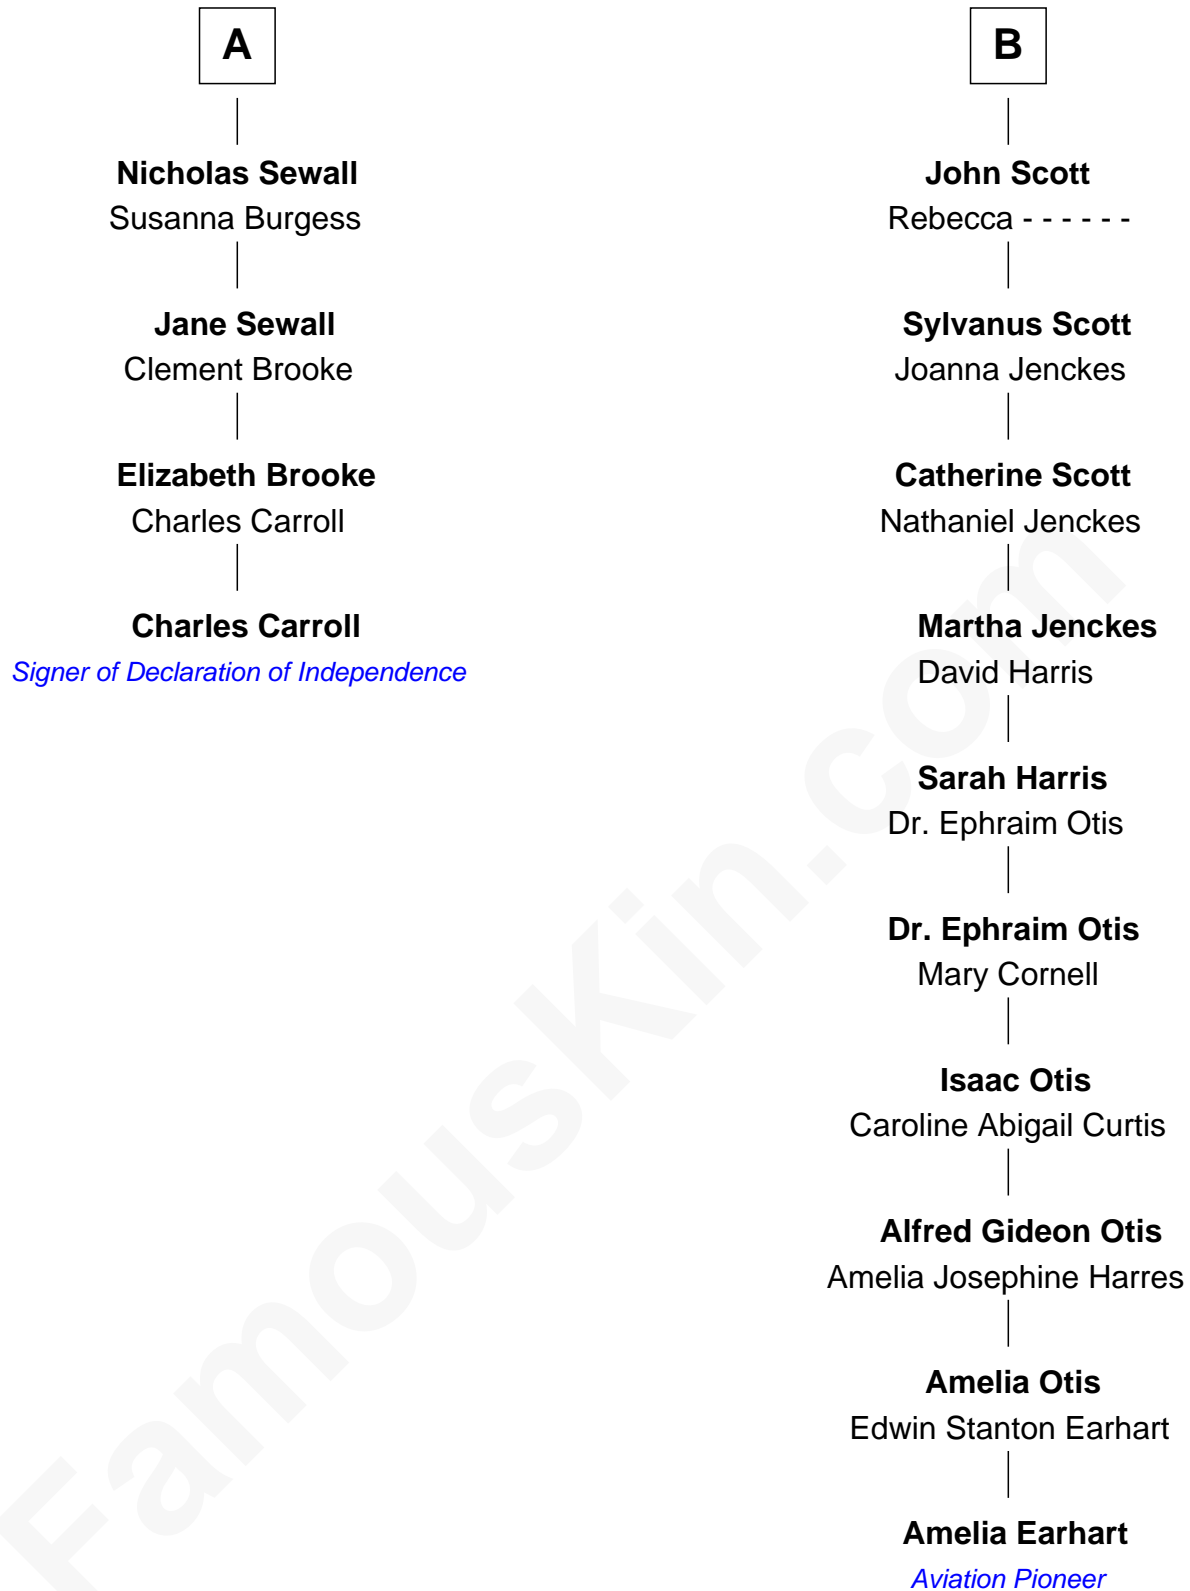 A
Nicholas Sewall
Susanna Burgess
Jane Sewall
Clement Brooke
Elizabeth Brooke
Charles Carroll
Charles Carroll
Signer of Declaration of Independence
B
John Scott
Rebecca - - - - - -
Sylvanus Scott
Joanna Jenckes
Catherine Scott
Nathaniel Jenckes
Martha Jenckes
David Harris
Sarah Harris
Dr. Ephraim Otis
Dr. Ephraim Otis
Mary Cornell
Isaac Otis
Caroline Abigail Curtis
Alfred Gideon Otis
Amelia Josephine Harres
Amelia Otis
Edwin Stanton Earhart
Amelia Earhart
Aviation Pioneer
FamousKin.com